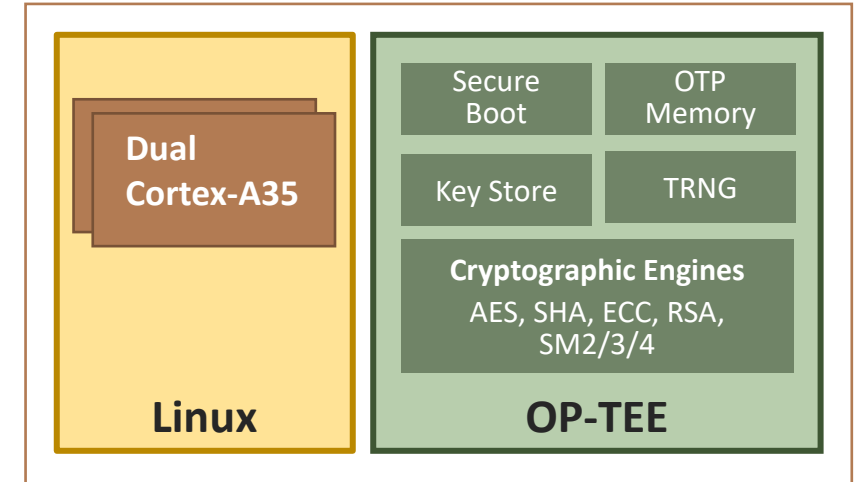 Dual
Cortex-A35
Linux
Secure
Boot
OTP
Memory
Key Store
TRNG
Cryptographic Engines
AES, SHA, ECC, RSA,
SM2/3/4
OP-TEE